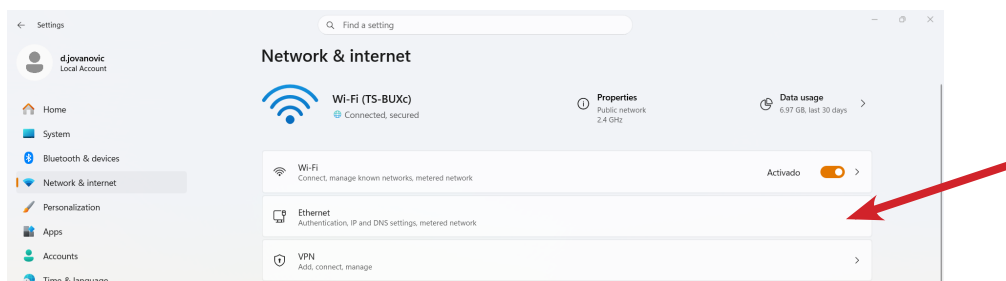 Settings
Find a setting
d.jovanovic
Local Account
Home
System
Bluetooth & devices
Network & internet
Personalization
Apps
Accounts
Time & language
Network & internet
Wi-Fi (TS-BUXc)
Connected, secured
Properties
Public network
2.4 GHz
Data usage
6.97 GB, last 30 days
Wi-Fi
Connect, manage known networks, metered network
Activado
Ethernet
Authentication, IP and DNS settings, metered network
VPN
Add, connect, manage